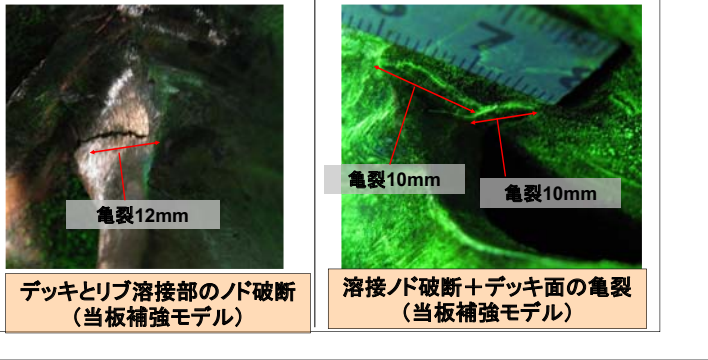 亀裂12mm
デッキとリブ溶接部のノド破断
（当板補強モデル）
7
亀裂10mm
亀裂10mm
溶接ノド破断＋デッキ面の亀裂
（当板補強モデル）